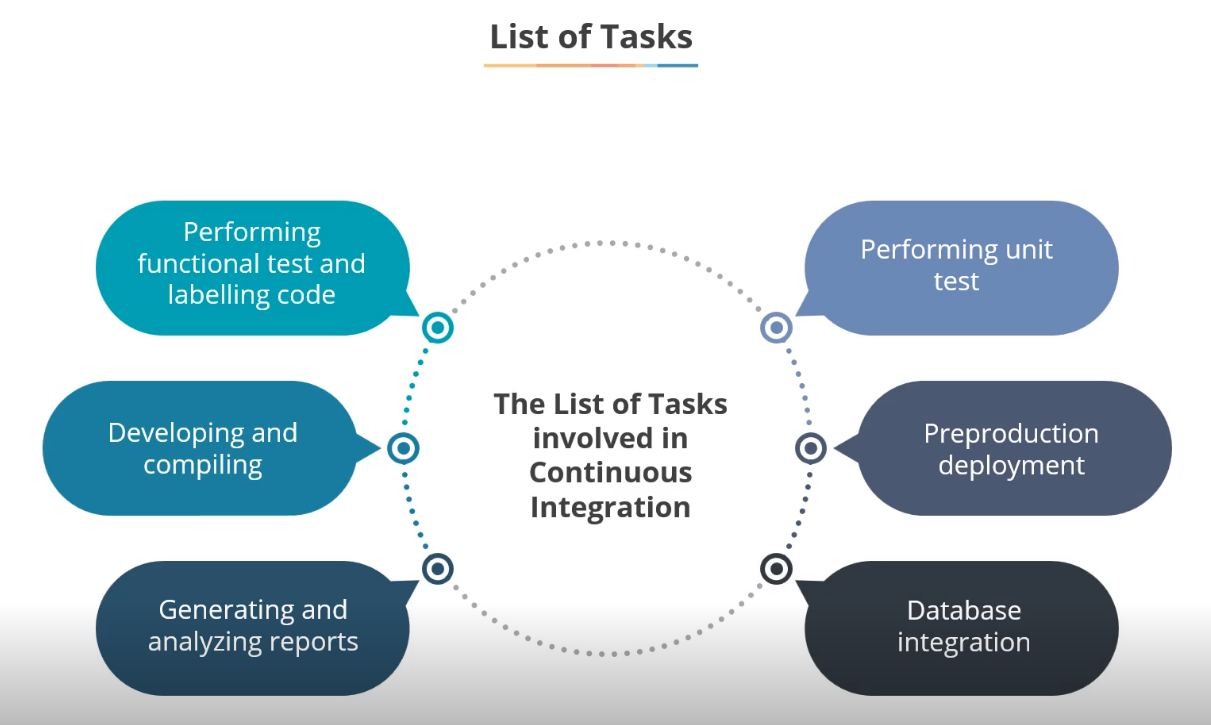 List of Tasks
Performing
functional test and
labelling code
Performing unit
test
Developing and
compiling
The List of Tasks
involved in
Continuous
Integration
Preproduction
deployment
Generating and
analyzing reports
Database
integration